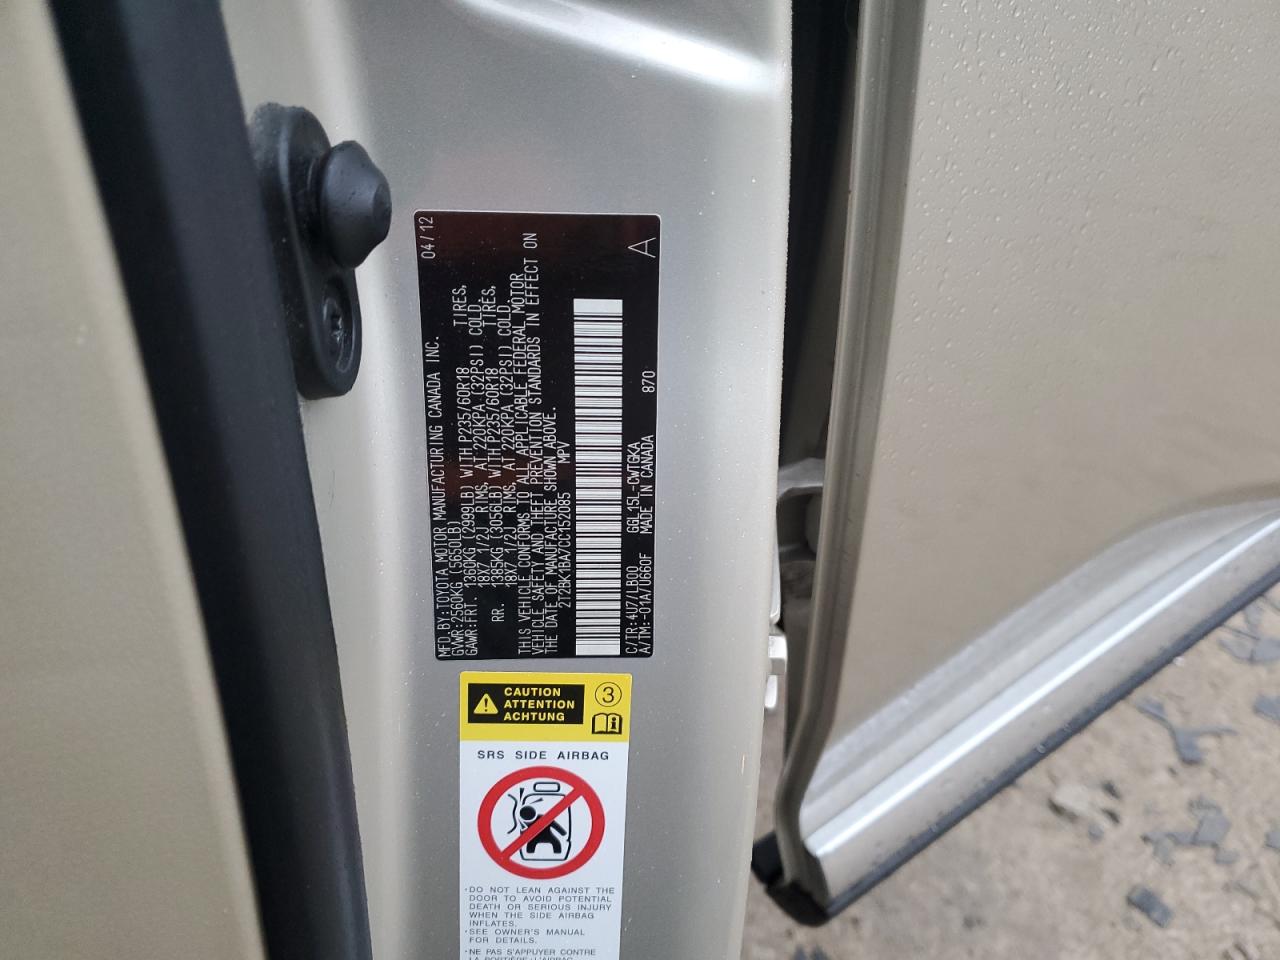 MFD.BY:TOYOTA MOTOR MANUFACTURING CANADA INC. 04/12
GVWR:2560KG (5650LB)
GAWR:FRT. 1360KG (2999LB) WITH P235/60R18 TIRES,
18X7 1/2J RIMS, AT 220KPA (32PSI) COLD.
RR. 1385KG (3056LB) WITH P235/60R18 TIRES,
18X7 1/2J RIMS, AT 220KPA (32PSI) COLD.
THIS VEHICLE CONFORMS TO ALL APPLICABLE FEDERAL MOTOR
VEHICLE SAFETY AND THEFT PREVENTION STANDARDS IN EFFECT ON
THE DATE OF MANUFACTURE SHOWN ABOVE.
2T2BK1BA7CC152085 MPV
C/TR:4U7/LB00 GGL15L-CWTGKA
A/TM:-01A/U660F MADE IN CANADA 870 A
CAUTION
ATTENTION
ACHTUNG
3
SRS SIDE AIRBAG
·DO NOT LEAN AGAINST THE
DOOR TO AVOID POTENTIAL
DEATH OR SERIOUS INJURY
WHEN THE SIDE AIRBAG
INFLATES.
·SEE OWNER'S MANUAL
FOR DETAILS.
·NE PAS S'APPUYER CONTRE
LA PORTIÈRE: L'AIRBAG